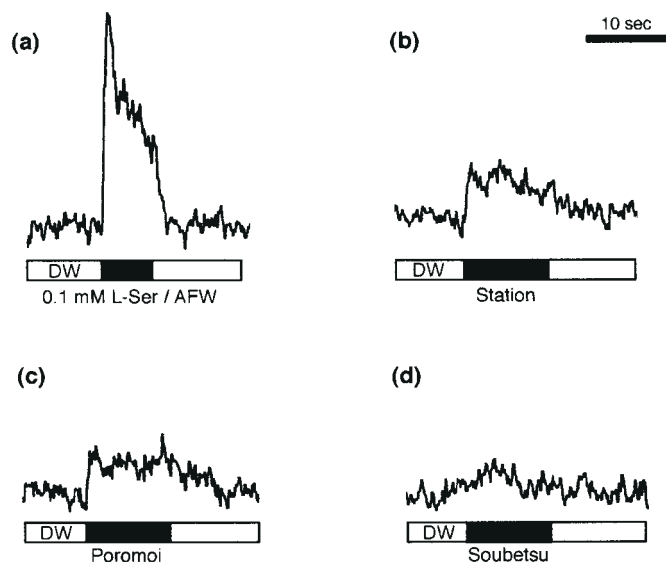 (a)
(b)
10 sec
DW
0.1 mM L-Ser / AFW
DW
Station
(c)
(d)
DW
Poromoi
DW
Soubetsu